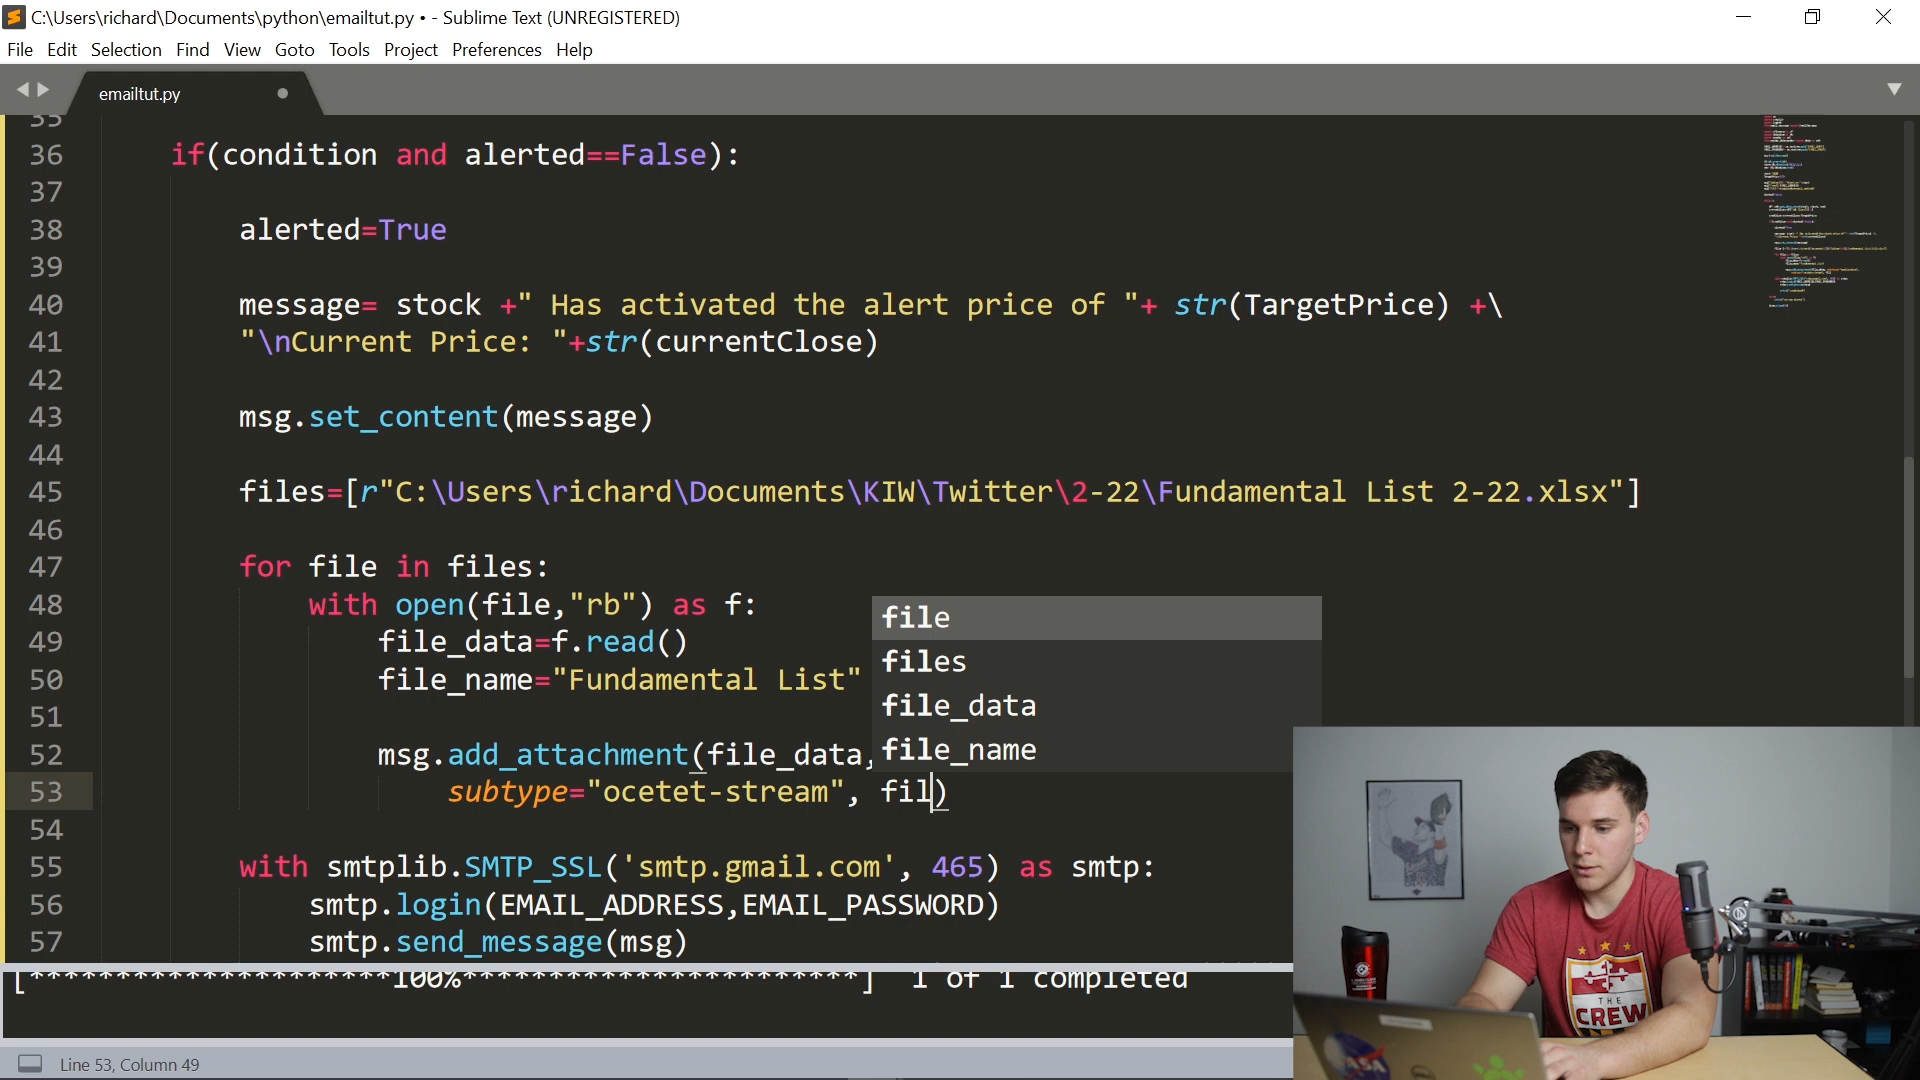 C:\Users\richard\Documents\python\emailtut.py • - Sublime Text (UNREGISTERED)
File Edit Selection Find View Goto Tools Project Preferences Help
emailtut.py
35
36 if(condition and alerted==False):
37
38 alerted=True
39
40 message= stock +" Has activated the alert price of "+ str(TargetPrice) +\
41 "\nCurrent Price: "+str(currentClose)
42
43 msg.set_content(message)
44
45 files=[r"C:\Users\richard\Documents\KIW\Twitter\2-22\Fundamental List 2-22.xlsx"]
46
47 for file in files:
48 with open(file,"rb") as f:
49 file_data=f.read()
50 file_name="Fundamental List"
51
52 msg.add_attachment(file_data,
53 subtype="ocetet-stream", fil)
54
55 with smtplib.SMTP_SSL('smtp.gmail.com', 465) as smtp:
56 smtp.login(EMAIL_ADDRESS,EMAIL_PASSWORD)
57 smtp.send_message(msg)
file
files
file_data
file_name
[*********************100%***********************] 1 of 1 completed
Line 53, Column 49
THE
CREW
NASA